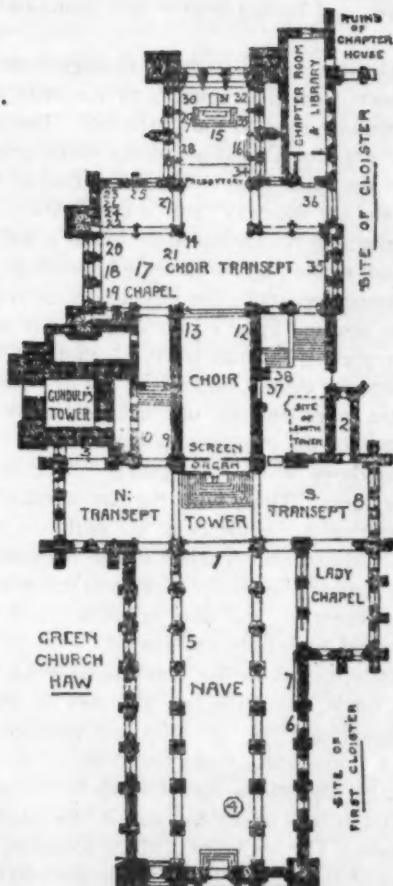 RUINS OF CHAPTER HOUSE
CHAPTER ROOM
& LIBRARY
SITE OF CLOISTER
30 31 32
29 33
15
28 16
PRESBYTERY 34
27 36
25
20 21 14
18 17 CHOIR TRANSEPT 35
19 CHAPEL
13 12
CHOIR
38
37
GUNDULF'S
TOWER
SITE
OF
SOUTH
TOWER
2
9
SCREEN
ORGAN
3
N:
TRANSEPT
S.
TRANSEPT 8
TOWER
1
LADY
CHAPEL
GREEN
CHURCH
HAW
5
NAVE
7
6
SITE OF
FIRST CLOISTER
4